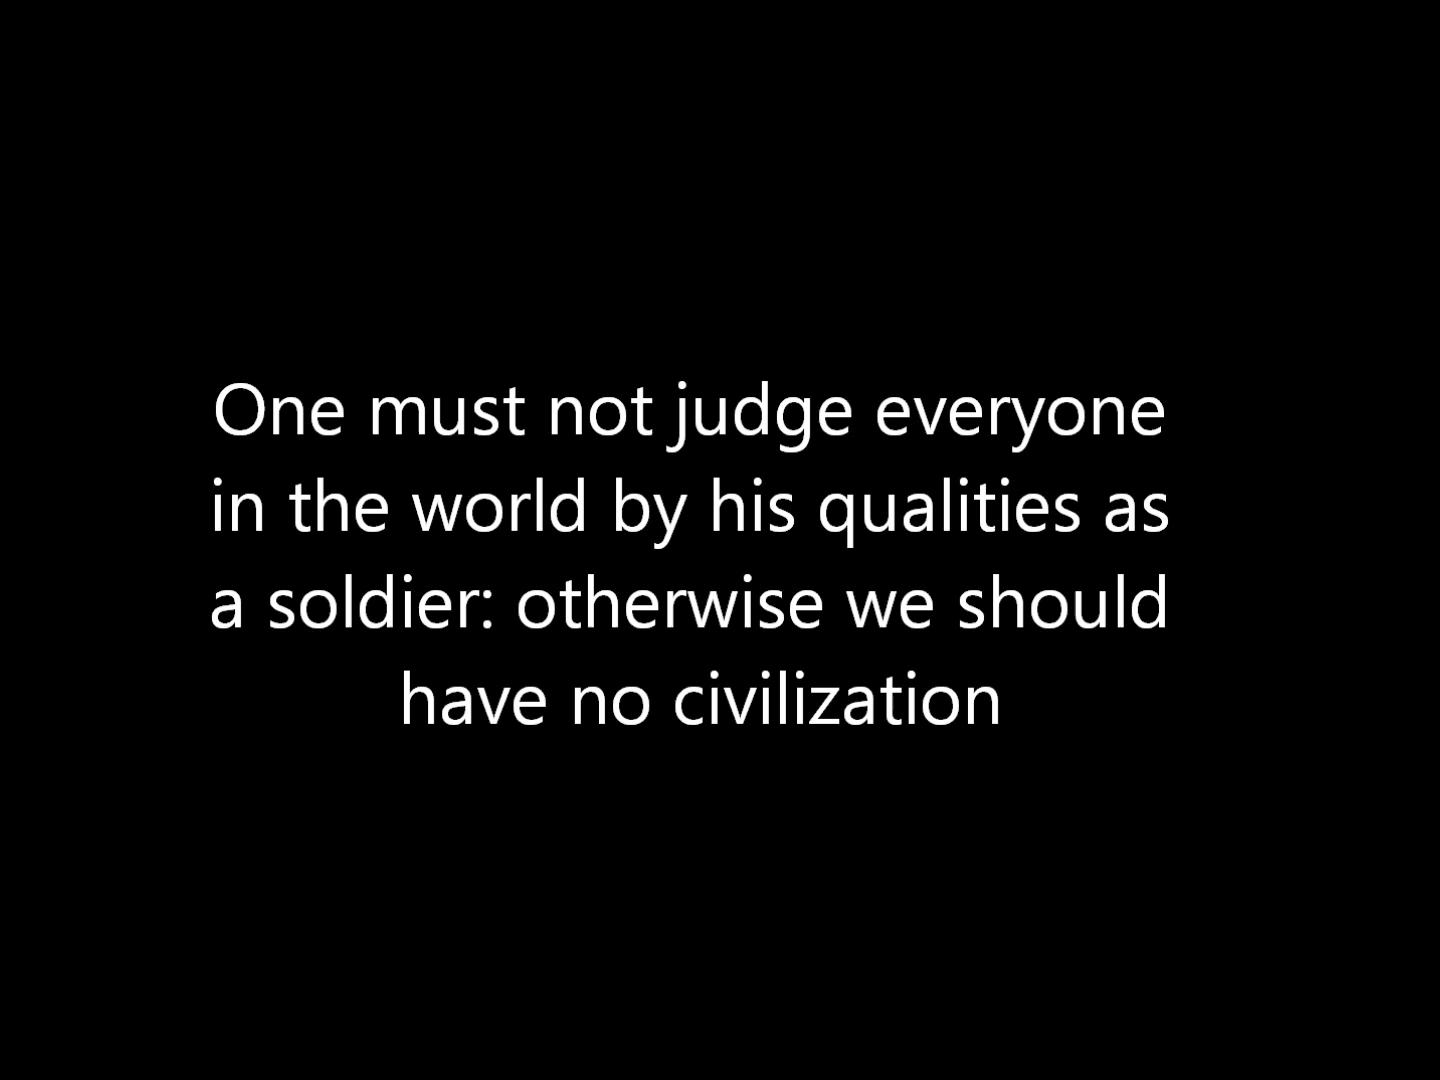 One must not judge everyone
in the world by his qualities as
a soldier: otherwise we should
have no civilization